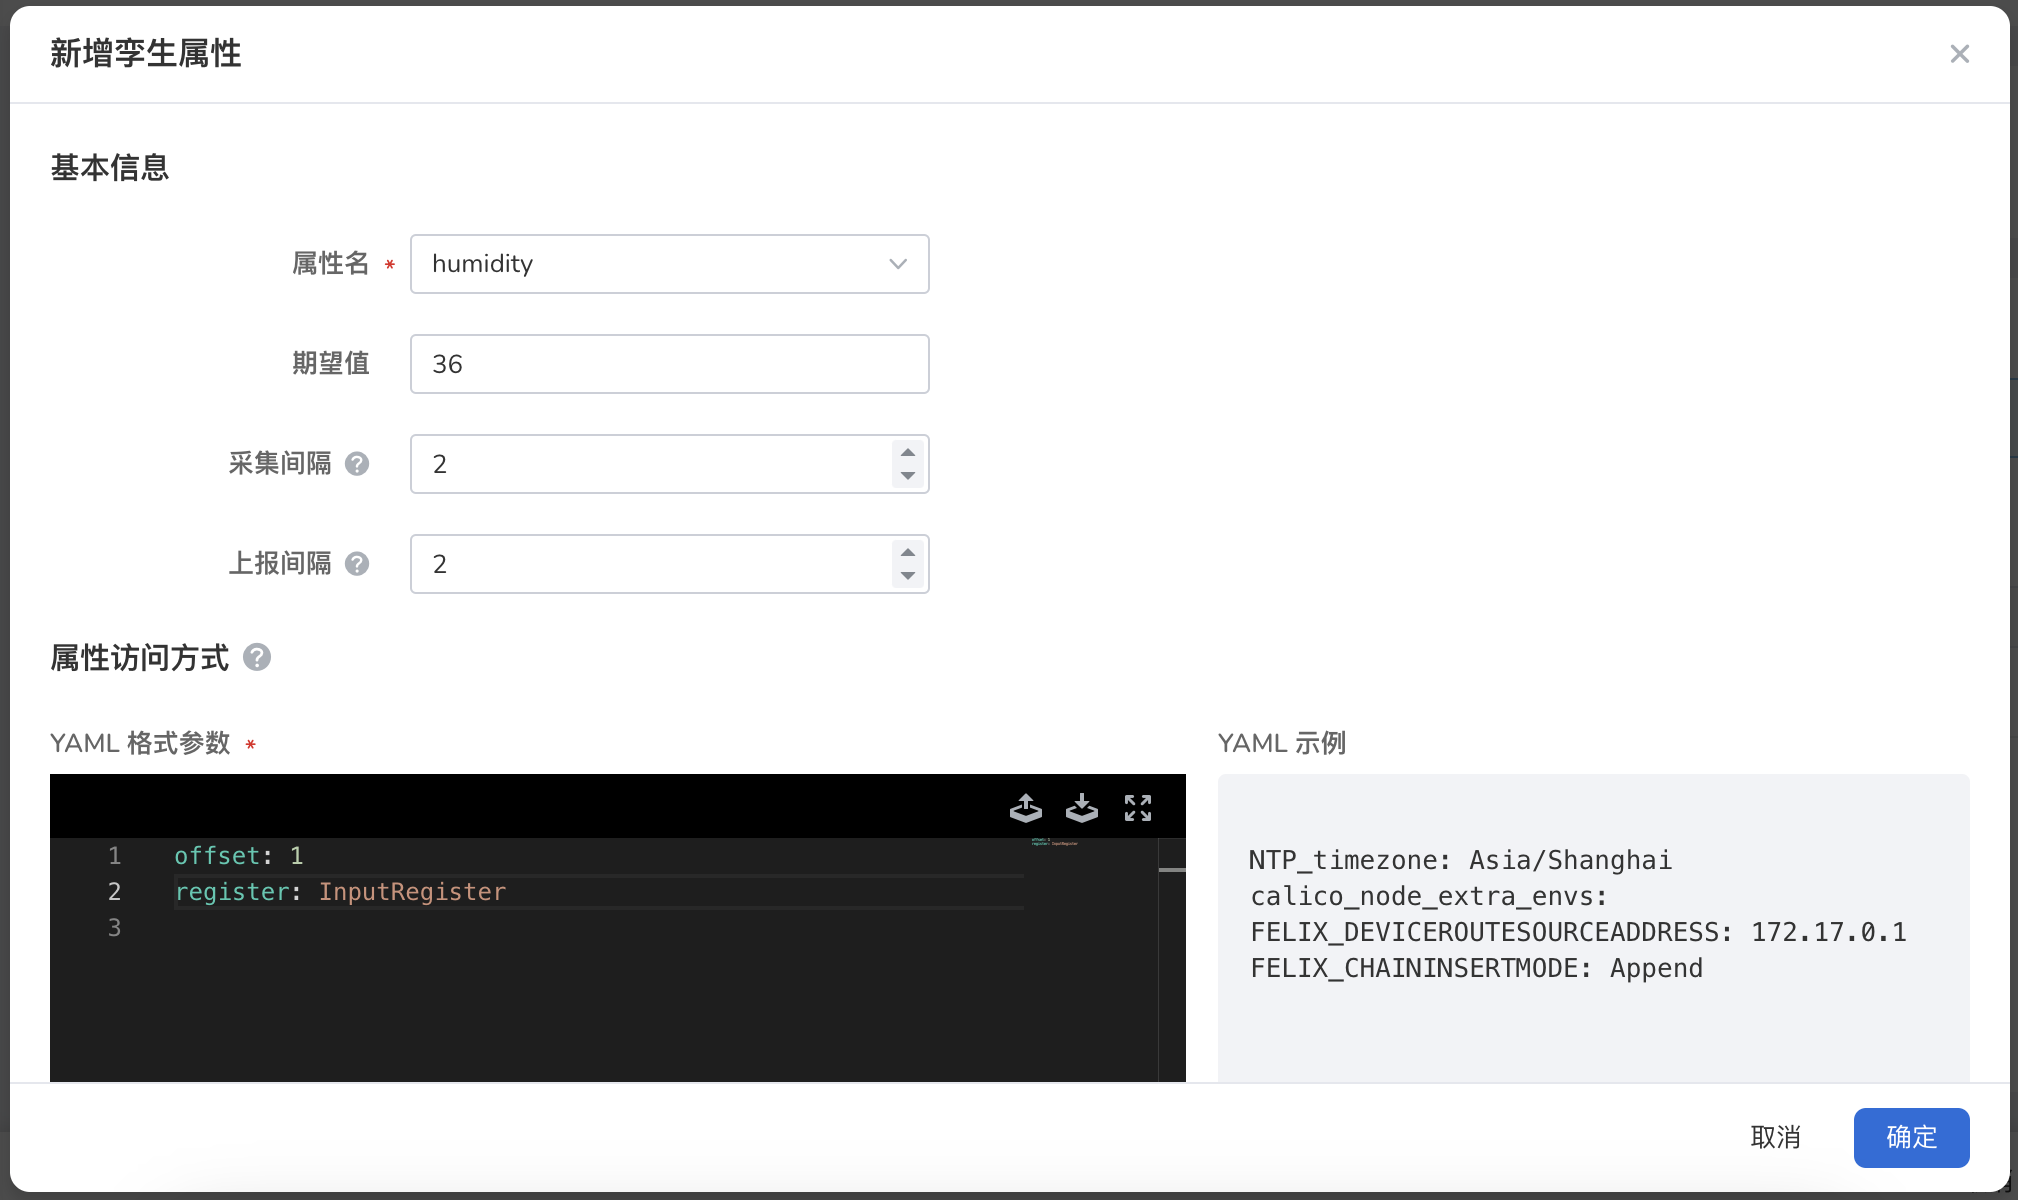 新增孪生属性
基本信息
属性名 *
humidity
期望值
36
采集间隔 ?
2
上报间隔 ?
2
属性访问方式 ?
YAML 格式参数 *
1 offset: 1
2 register: InputRegister
3
YAML 示例
NTP_timezone: Asia/Shanghai
calico_node_extra_envs:
FELIX_DEVICEROUTESOURCEADDRESS: 172.17.0.1
FELIX_CHAININSERTMODE: Append
取消
确定